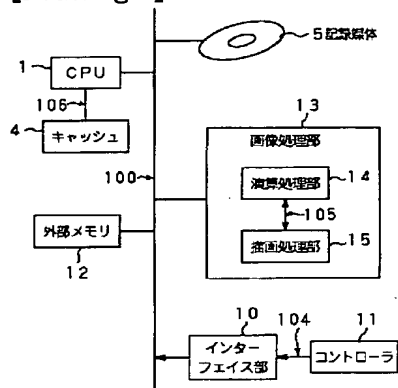 5 記録媒体
1
CPU
106
4
キャッシュ
13
画像処理部
演算処理部
14
100
105
描画処理部
15
外部メモリ
12
10
104
11
インター
フェイス部
コントローラ